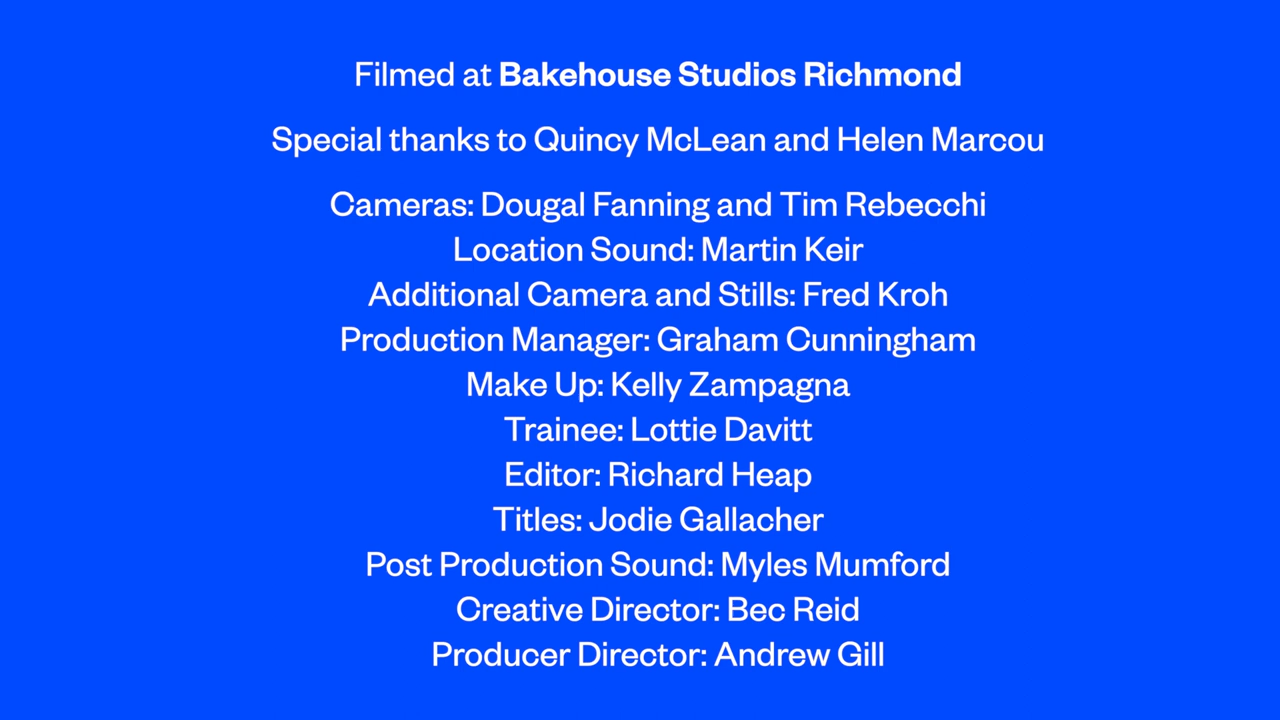 Filmed at Bakehouse Studios Richmond
Special thanks to Quincy McLean and Helen Marcou
Cameras: Dougal Fanning and Tim Rebecchi
Location Sound: Martin Keir
Additional Camera and Stills: Fred Kroh
Production Manager: Graham Cunningham
Make Up: Kelly Zampagna
Trainee: Lottie Davitt
Editor: Richard Heap
Titles: Jodie Gallacher
Post Production Sound: Myles Mumford
Creative Director: Bec Reid
Producer Director: Andrew Gill